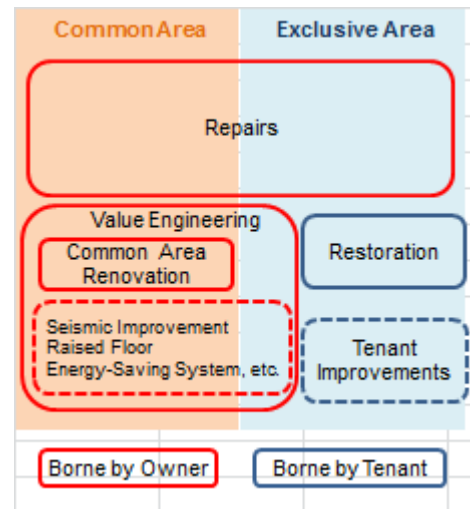 Common Area
Exclusive Area
Repairs
Value Engineering
Common Area
Renovation
Restoration
Seismic Improvement
Raised Floor
Energy-Saving System, etc.
Tenant
Improvements
Borne by Owner
Borne by Tenant